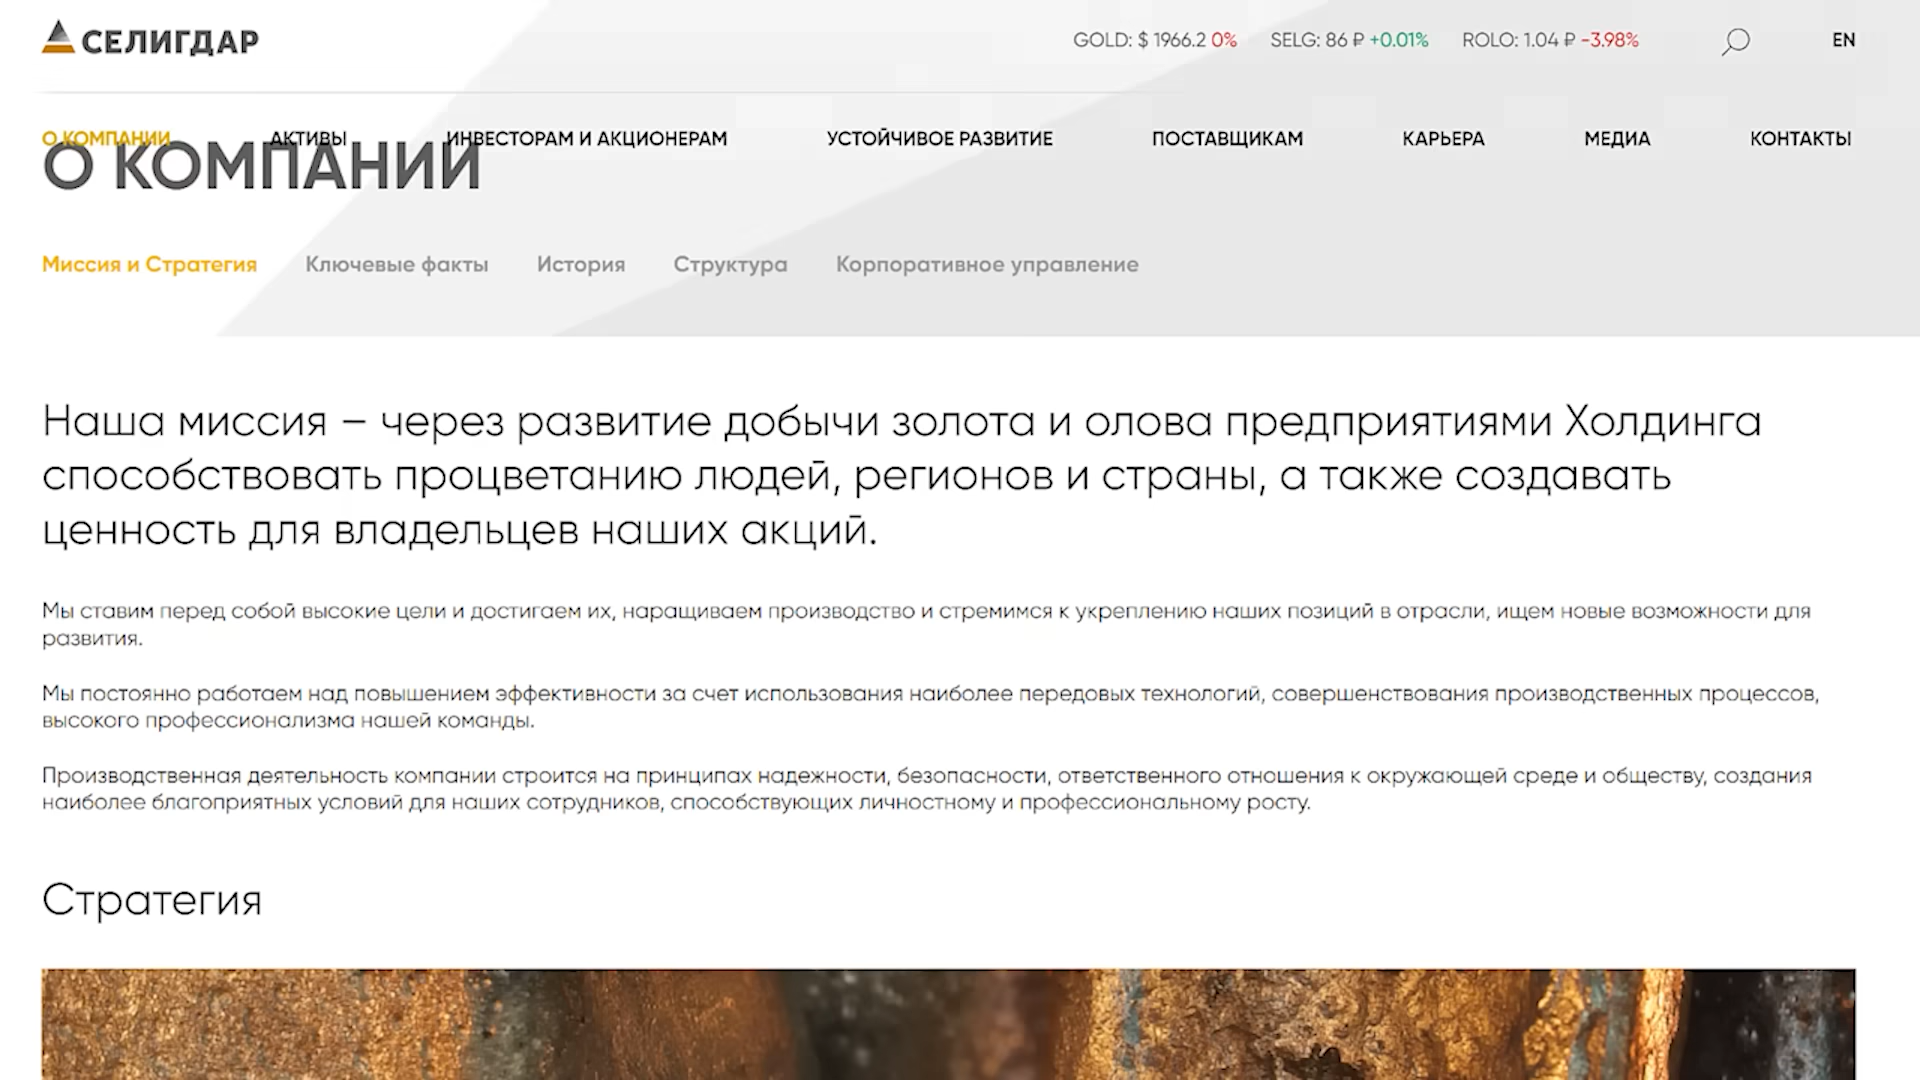 СЕЛИГДАР
GOLD: $ 1966.2 0% SELG: 86 ₽ +0.01% ROLO: 1.04 ₽ -3.98%
EN
О КОМПАНИИ АКТИВЫ ИНВЕСТОРАМ И АКЦИОНЕРАМ УСТОЙЧИВОЕ РАЗВИТИЕ ПОСТАВЩИКАМ КАРЬЕРА МЕДИА КОНТАКТЫ
О КОМПАНИИ
Миссия и Стратегия Ключевые факты История Структура Корпоративное управление
Наша миссия – через развитие добычи золота и олова предприятиями Холдинга
способствовать процветанию людей, регионов и страны, а также создавать
ценность для владельцев наших акций.
Мы ставим перед собой высокие цели и достигаем их, наращиваем производство и стремимся к укреплению наших позиций в отрасли, ищем новые возможности для
развития.
Мы постоянно работаем над повышением эффективности за счет использования наиболее передовых технологий, совершенствования производственных процессов,
высокого профессионализма нашей команды.
Производственная деятельность компании строится на принципах надежности, безопасности, ответственного отношения к окружающей среде и обществу, создания
наиболее благоприятных условий для наших сотрудников, способствующих личностному и профессиональному росту.
Стратегия